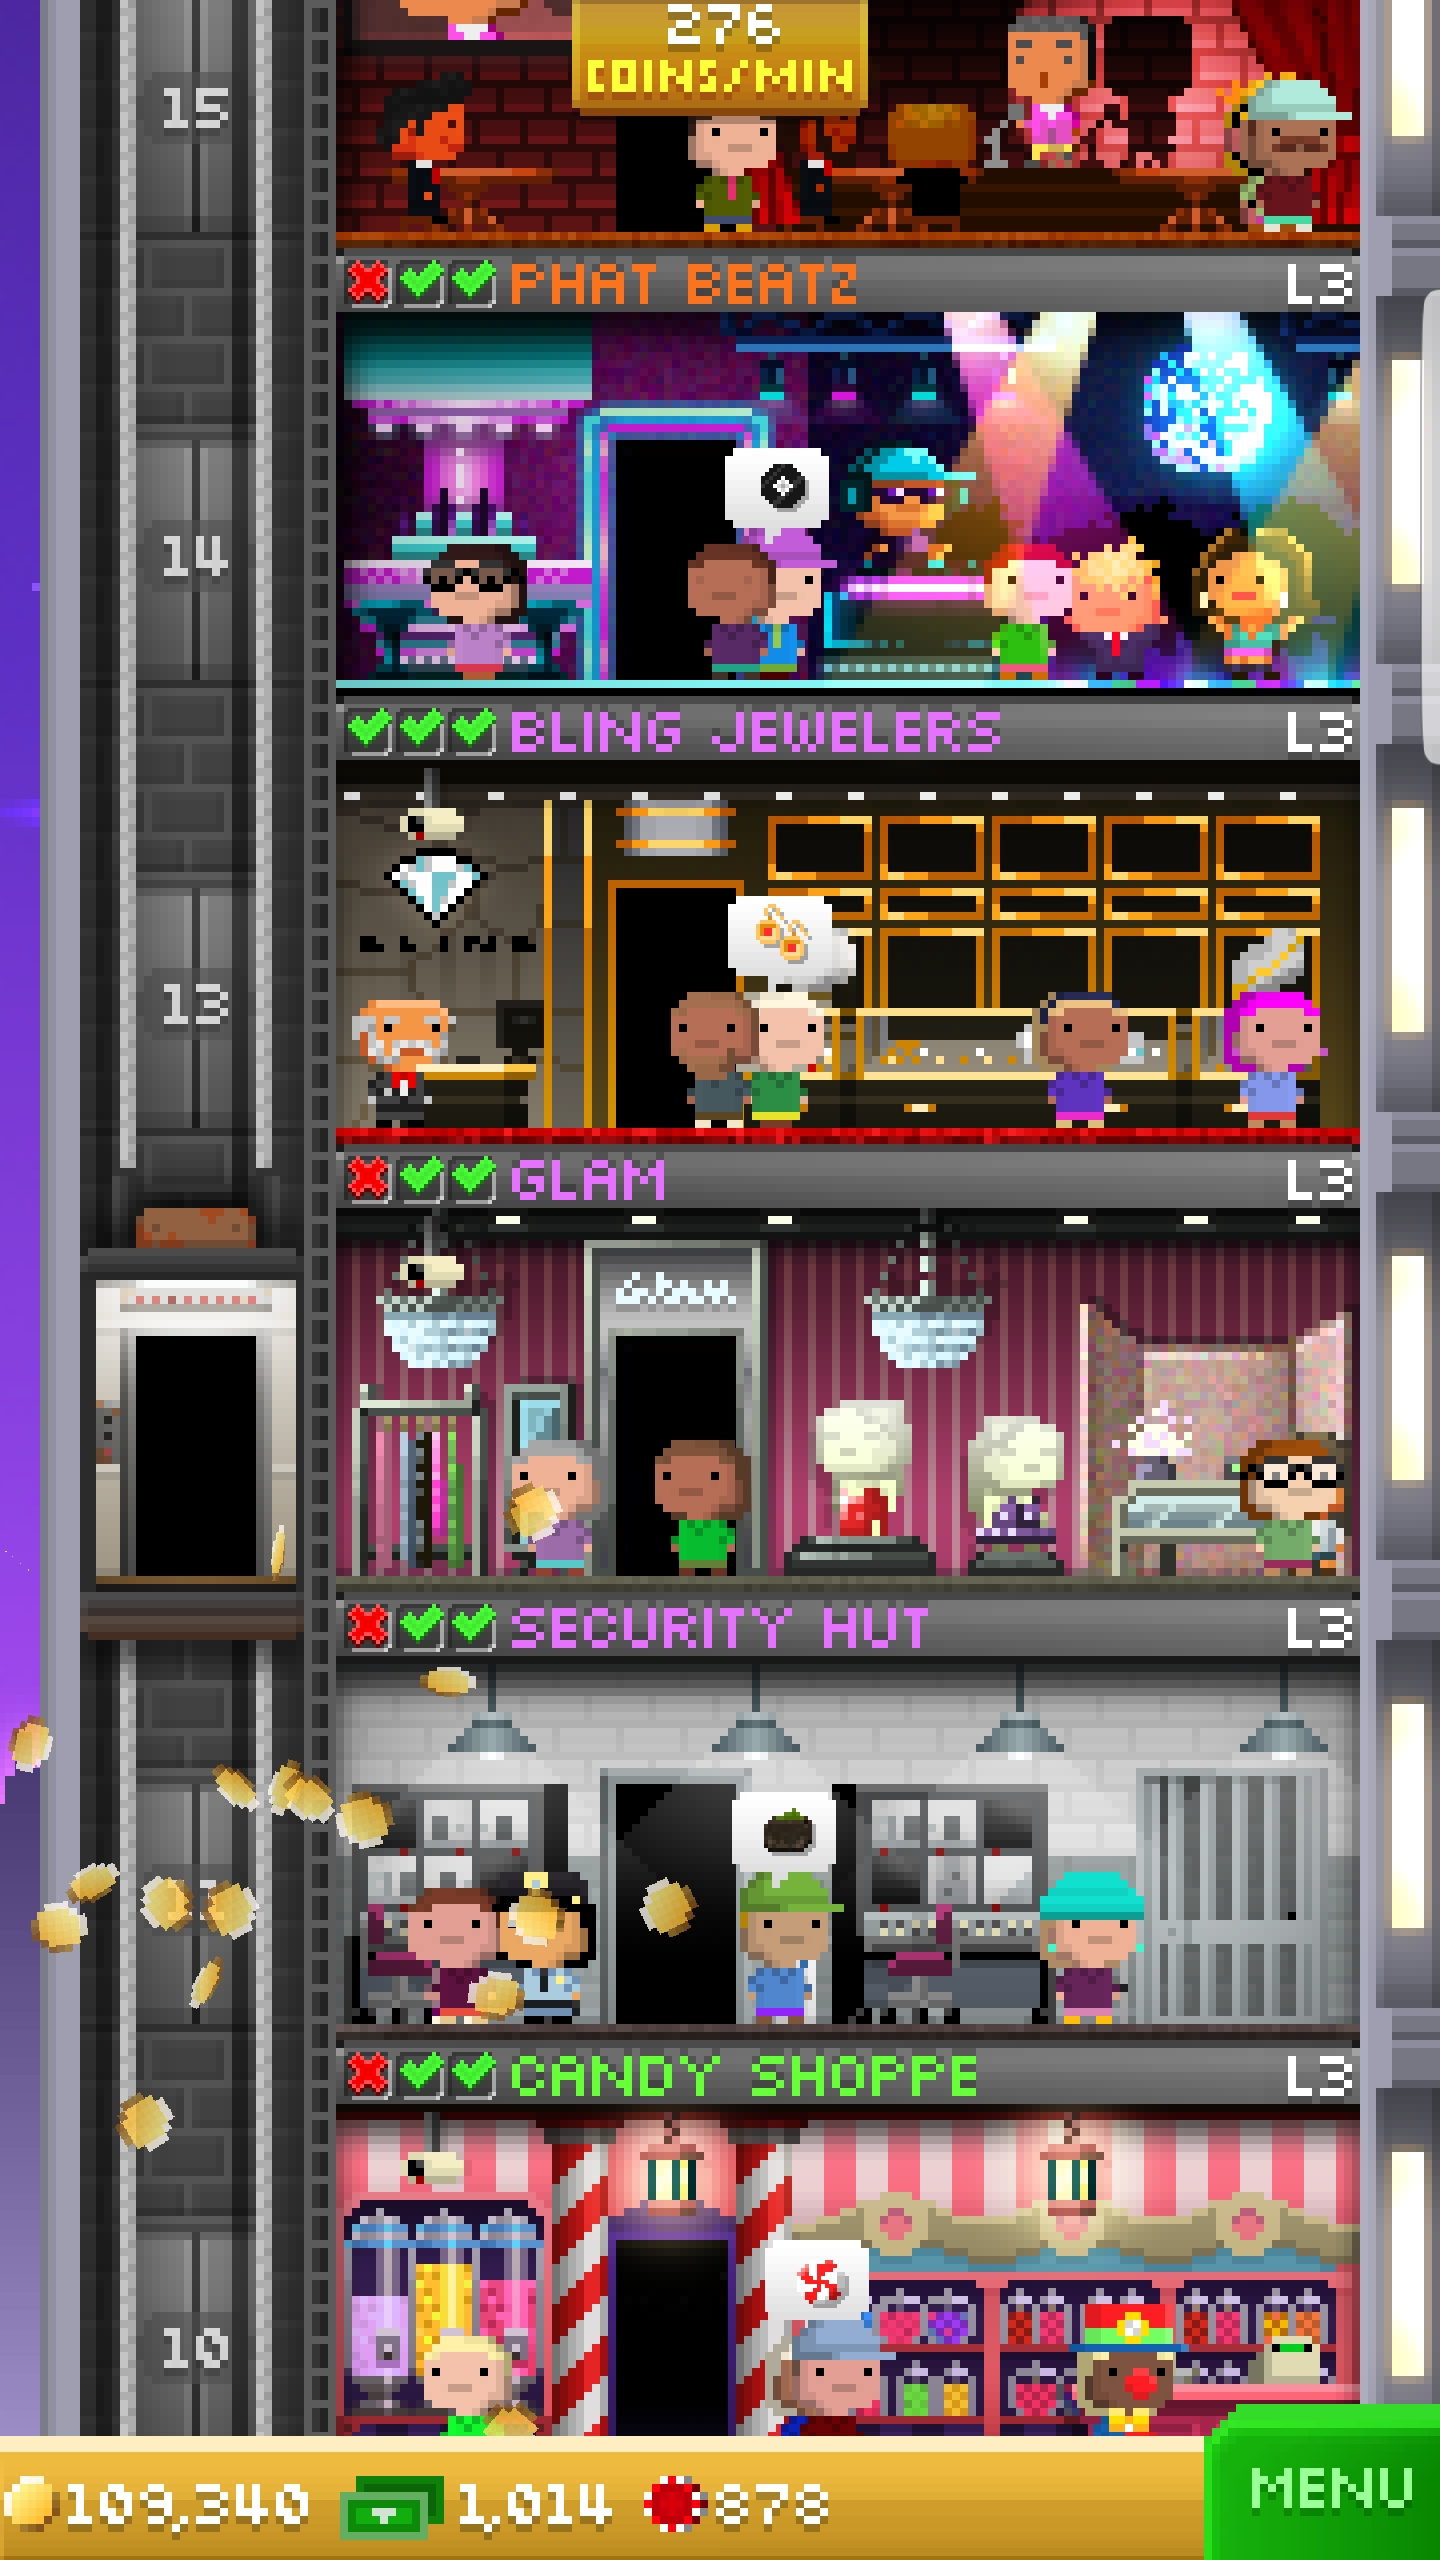 276
COINS/MIN
15
PHAT BEATZ L3
14
BLING JEWELERS L3
BLING
13
GLAM L3
Glam
SECURITY HUT L3
CANDY SHOPPE L3
10
109,340 1,014 878
MENU